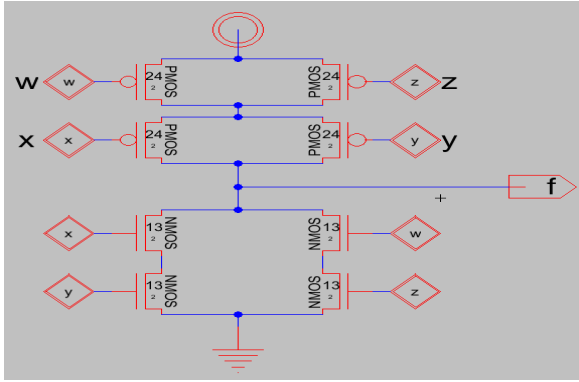 w w 24 2 PMOS PMOS 24 2 z z
x x 24 2 PMOS PMOS 24 2 y y
f
x 13 2 NMOS NMOS 13 2 w
y 13 2 NMOS NMOS 13 2 z